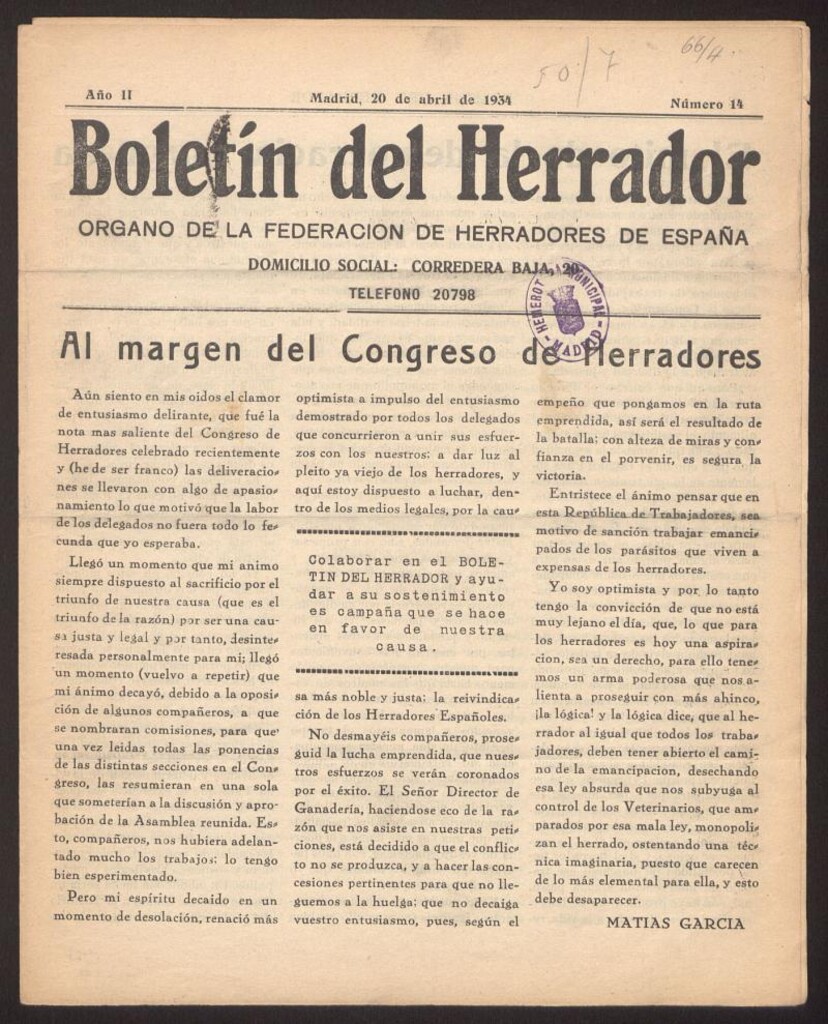 50/7
66/4.
Año II
Madrid, 20 de abril de 1934
Número 14
Boletín del Herrador
ORGANO DE LA FEDERACION DE HERRADORES DE ESPAÑA
DOMICILIO SOCIAL: CORREDERA BAJA, 20
TELEFONO 20798
HEMEROT MUNICIPAL
MADRID
Al margen del Congreso de Herradores
Aún siento en mis oidos el clamor
de entusiasmo delirante, que fué la
nota mas saliente del Congreso de
Herradores celebrado recientemente
y (he de ser franco) las deliveracio-
nes se llevaron con algo de apasio-
namiento lo que motivó que la labor
de los delegados no fuera todo lo fe-
cunda que yo esperaba.
Llegó un momento que mi animo
siempre dispuesto al sacrificio por el
triunfo de nuestra causa (que es el
triunfo de la razón) por ser una cau-
sa justa y legal y por tanto, desinte-
resada personalmente para mi; llegó
un momento (vuelvo a repetir) que
mi ánimo decayó, debido a la oposi-
ción de algunos compañeros, a que
se nombraran comisiones, para que
una vez leidas todas las ponencias
de las distintas secciones en el Con-
greso, las resumieran en una sola
que someterían a la discusión y apro-
bación de la Asamblea reunida. Es-
to, compañeros, nos hubiera adelan-
tado mucho los trabajos; lo tengo
bien esperimentado.
Pero mi espíritu decaido en un
momento de desolación, renació más
optimista a impulso del entusiasmo
demostrado por todos los delegados
que concurrieron a unir sus esfuer-
zos con los nuestros: a dar luz al
pleito ya viejo de los herradores, y
aquí estoy dispuesto a luchar, den-
tro de los medios legales, por la cau-
Colaborar en el BOLE-
TIN DEL HERRADOR y ayu-
dar a su sostenimiento
es campaña que se hace
en favor de nuestra
causa.
sa más noble y justa: la reivindica-
ción de los Herradores Españoles.
No desmayéis compañeros, prose-
guid la lucha emprendida, que nues-
tros esfuerzos se verán coronados
por el éxito. El Señor Director de
Ganadería, haciendose eco de la ra-
zón que nos asiste en nuestras peti-
ciones, está decidido a que el conflic-
to no se produzca, y a hacer las con-
cesiones pertinentes para que no lle-
guemos a la huelga; que no decaiga
vuestro entusiasmo, pues, según el
empeño que pongamos en la ruta
emprendida, así será el resultado de
la batalla; con alteza de miras y con-
fianza en el porvenir, es segura la
victoria.
Entristece el ánimo pensar que en
esta República de Trabajadores, sea
motivo de sanción trabajar emanci-
pados de los parásitos que viven a
expensas de los herradores.
Yo soy optimista y por lo tanto
tengo la convicción de que no está
muy lejano el día, que, lo que para
los herradores es hoy una aspira-
cion, sea un derecho, para ello tene-
mos un arma poderosa que nos a-
lienta a proseguir con más ahinco,
¡la lógica! y la lógica dice, que al he-
rrador al igual que todos los traba-
jadores, deben tener abierto el cami-
no de la emancipación, desechando
esa ley absurda que nos subyuga al
control de los Veterinarios, que am-
parados por esa mala ley, monopoli-
zan el herrado, ostentando una téc-
nica imaginaria, puesto que carecen
de lo más elemental para ella, y esto
debe desaparecer.
MATIAS GARCIA